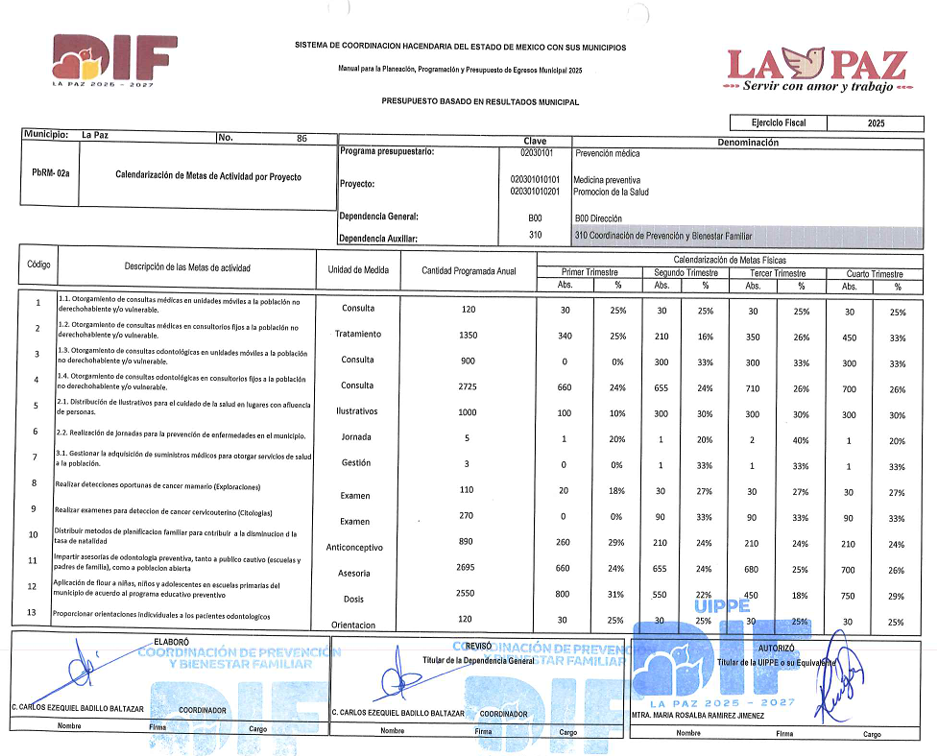 DIF
LA PAZ 2025 - 2027
SISTEMA DE COORDINACION HACENDARIA DEL ESTADO DE MEXICO CON SUS MUNICIPIOS
Manual para la Planeación, Programación y Presupuesto de Egresos Municipal 2025
PRESUPUESTO BASADO EN RESULTADOS MUNICIPAL
LA PAZ
Servir con amor y trabajo
Ejercicio Fiscal 2025
Municipio: La Paz No. 86
PbRM- 02a Calendarización de Metas de Actividad por Proyecto
Clave Denominación
Programa presupuestario: 02030101 Prevención médica
Proyecto: 020301010101 Medicina preventiva
020301010201 Promocion de la Salud
Dependencia General: B00 B00 Dirección
Dependencia Auxiliar: 310 310 Coordinación de Prevención y Bienestar Familiar
Código Descripción de las Metas de actividad Unidad de Medida Cantidad Programada Anual Calendarización de Metas Físicas
Primer Trimestre Segundo Trimestre Tercer Trimestre Cuarto Trimestre
Abs. % Abs. % Abs. % Abs. %
1 1.1. Otorgamiento de consultas médicas en unidades móviles a la población no derechohabiente y/o vulnerable. Consulta 120 30 25% 30 25% 30 25% 30 25%
2 1.2. Otorgamiento de consultas médicas en consultorios fijos a la población no derechohabiente y/o vulnerable. Tratamiento 1350 340 25% 210 16% 350 26% 450 33%
3 1.3. Otorgamiento de consultas odontológicas en unidades móviles a la población no derechohabiente y/o vulnerable. Consulta 900 0 0% 300 33% 300 33% 300 33%
4 1.4. Otorgamiento de consultas odontológicas en consultorios fijos a la población no derechohabiente y/o vulnerable. Consulta 2725 660 24% 655 24% 710 26% 700 26%
5 2.1. Distribución de Ilustrativos para el cuidado de la salud en lugares con afluencia de personas. Ilustrativos 1000 100 10% 300 30% 300 30% 300 30%
6 2.2. Realización de Jornadas para la prevención de enfermedades en el municipio. Jornada 5 1 20% 1 20% 2 40% 1 20%
7 3.1. Gestionar la adquisición de suministros médicos para otorgar servicios de salud a la población. Gestión 3 0 0% 1 33% 1 33% 1 33%
8 Realizar detecciones oportunas de cancer mamario (Exploraciones) Examen 110 20 18% 30 27% 30 27% 30 27%
9 Realizar examenes para deteccion de cancer cervicouterino (Citologias) Examen 270 0 0% 90 33% 90 33% 90 33%
10 Distribuir metodos de planificacion familiar para cntribuir a la disminucion d la tasa de natalidad Anticonceptivo 890 260 29% 210 24% 210 24% 210 24%
11 Impartir asesorias de odontologia preventiva, tanto a publico cautivo (escuelas y padres de familia), como a poblacion abierta Asesoria 2695 660 24% 655 24% 680 25% 700 26%
12 Aplicación de flour a niñas, niños y adolescentes en escuelas primarias del municipio de acuerdo al programa educativo preventivo Dosis 2550 800 31% 550 22% 450 18% 750 29%
13 Proporcionar orientaciones individuales a los pacientes odontologicos Orientacion 120 30 25% 30 25% 30 25% 30 25%
UIPPE
ELABORÓ REVISÓ AUTORIZÓ
COORDINACIÓN DE PREVENCIÓN
Y BIENESTAR FAMILIAR
COORDINACIÓN DE PREVENCIÓN
BIENESTAR FAMILIAR
Titular de la Dependencia General
Titular de la UIPPE o su Equivalente
DIF
DIF
DIF
LA PAZ 2025 - 2027
C. CARLOS EZEQUIEL BADILLO BALTAZAR COORDINADOR
C. CARLOS EZEQUIEL BADILLO BALTAZAR COORDINADOR
MTRA. MARIA ROSALBA RAMIREZ JIMENEZ
Nombre Firma Cargo
Nombre Firma Cargo
Nombre Firma Cargo